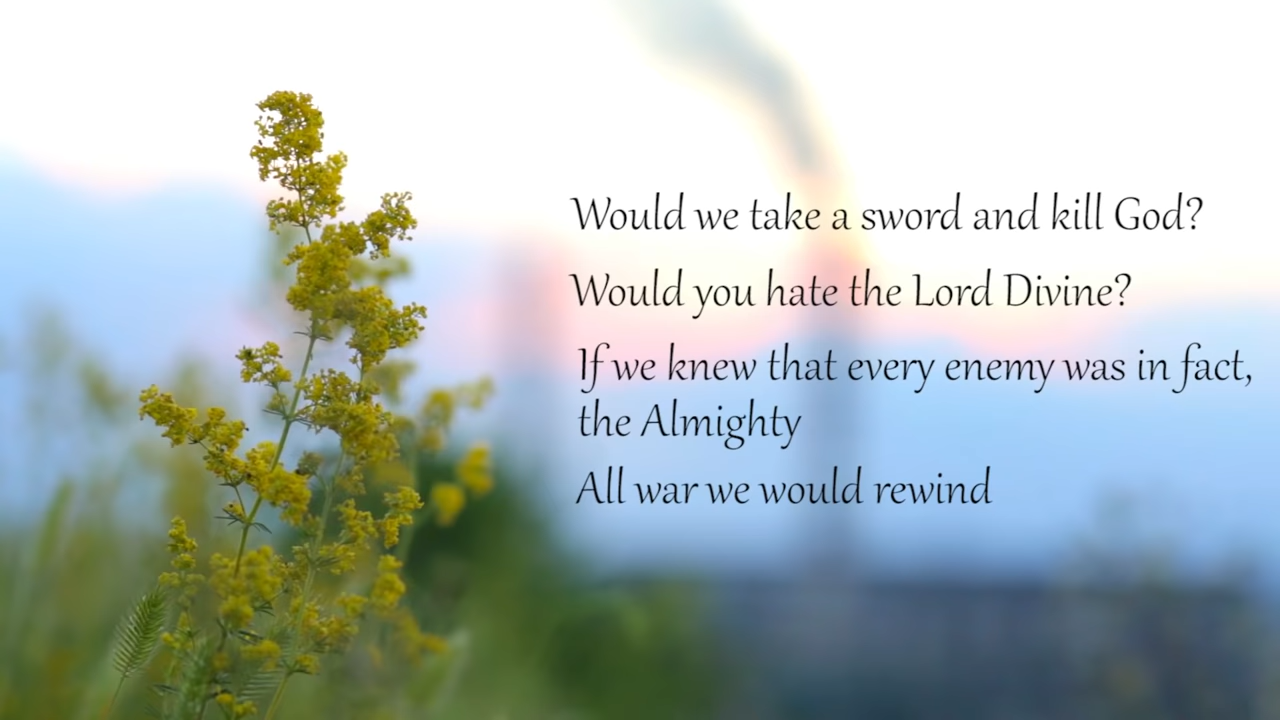 Would we take a sword and kill God?
Would you hate the Lord Divine?
If we knew that every enemy was in fact,
the Almighty
All war we would rewind